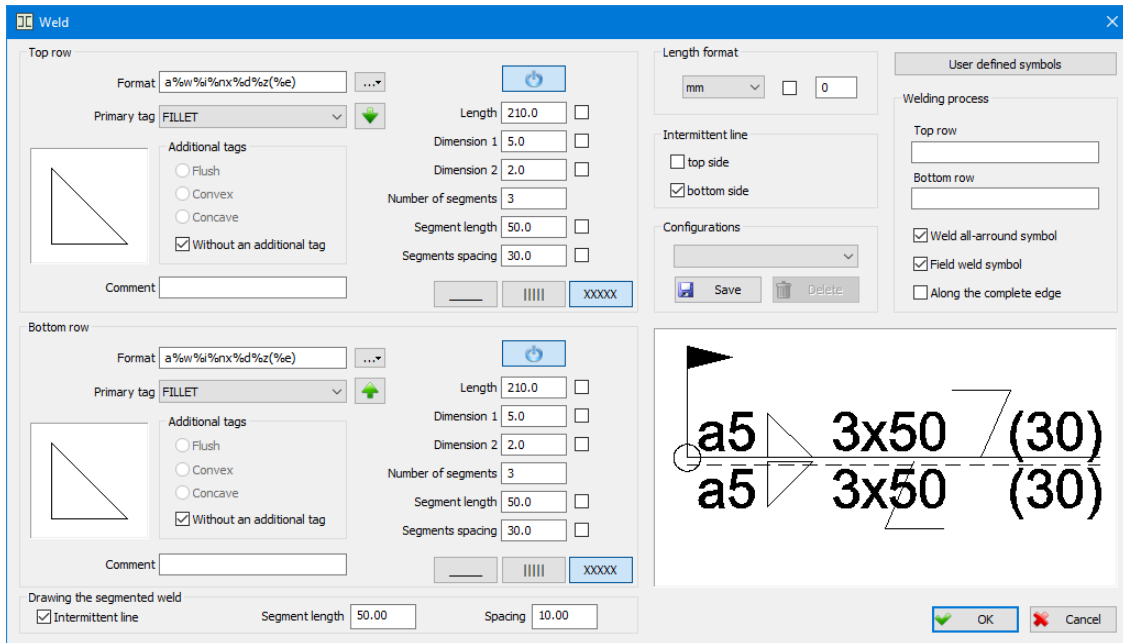 Weld
Top row
Format a%w%i%nx%d%z(%e) ...
Primary tag FILLET
Additional tags
Flush
Convex
Concave
Without an additional tag
Comment
Length 210.0
Dimension 1 5.0
Dimension 2 2.0
Number of segments 3
Segment length 50.0
Segments spacing 30.0
XXXXX
Bottom row
Format a%w%i%nx%d%z(%e) ...
Primary tag FILLET
Additional tags
Flush
Convex
Concave
Without an additional tag
Comment
Length 210.0
Dimension 1 5.0
Dimension 2 2.0
Number of segments 3
Segment length 50.0
Segments spacing 30.0
XXXXX
Drawing the segmented weld
Intermittent line Segment length 50.00 Spacing 10.00
Length format
mm 0
Intermittent line
top side
bottom side
Configurations
Save Delete
User defined symbols
Welding process
Top row
Bottom row
Weld all-arround symbol
Field weld symbol
Along the complete edge
a5 3x50 (30)
a5 3x50 (30)
OK Cancel